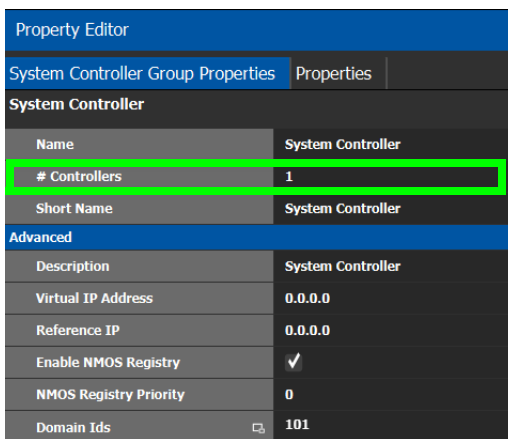 Property Editor
System Controller Group Properties Properties
System Controller
Name System Controller
# Controllers 1
Short Name System Controller
Advanced
Description System Controller
Virtual IP Address 0.0.0.0
Reference IP 0.0.0.0
Enable NMOS Registry
NMOS Registry Priority 0
Domain Ids 101